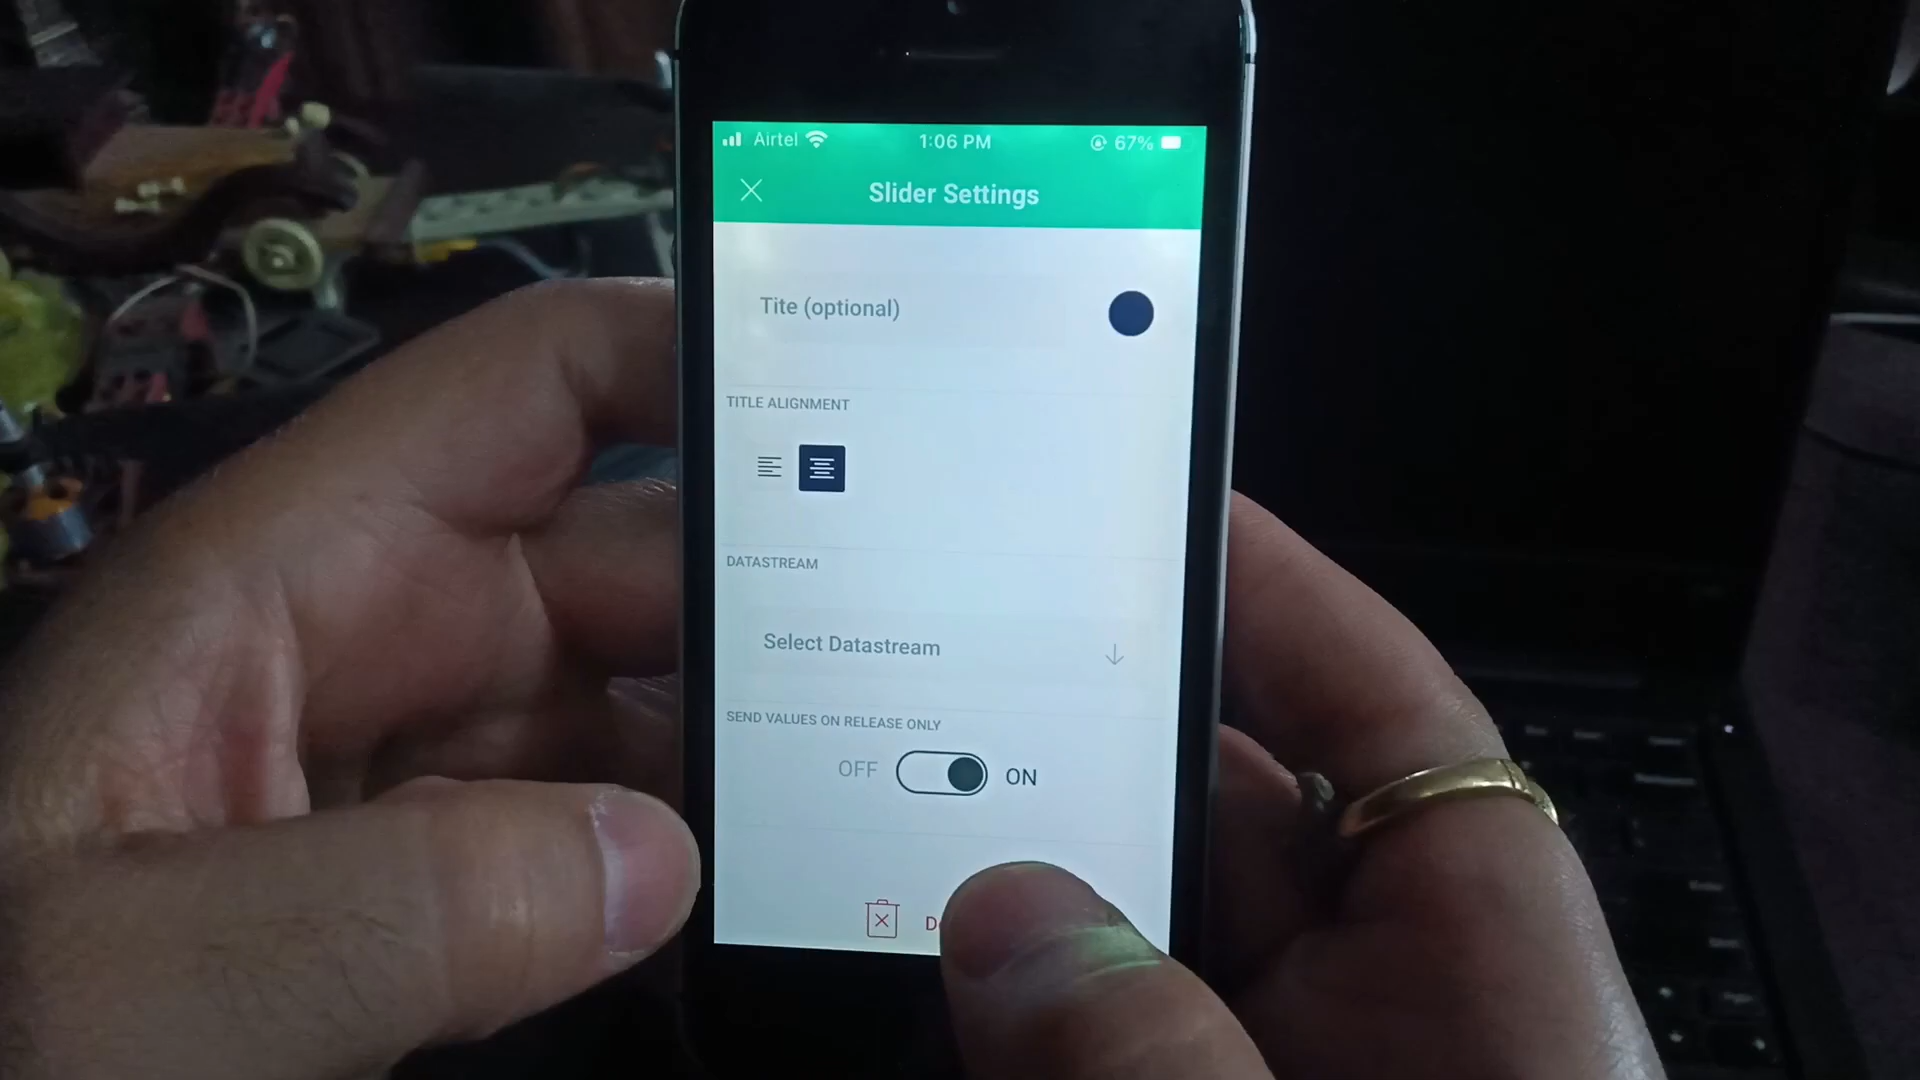 Airtel 1:06 PM 67%
Slider Settings
Tite (optional)
TITLE ALIGNMENT
DATASTREAM
Select Datastream
SEND VALUES ON RELEASE ONLY
OFF ON